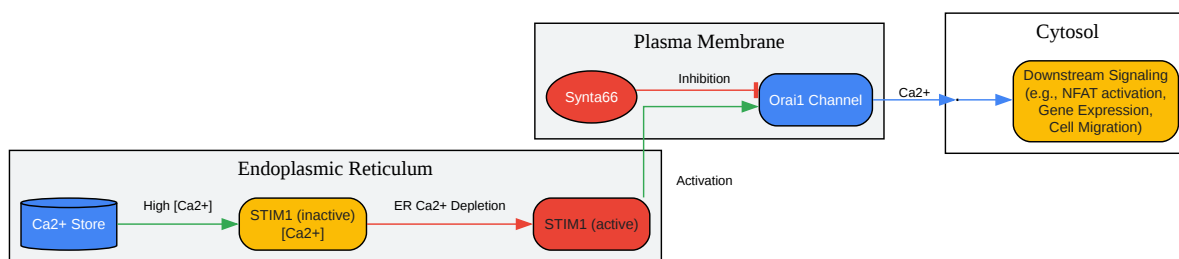 Cytosol
Plasma Membrane
Inhibition
Synta66
Orai1 Channel
Ca2+
Downstream Signaling
(e.g., NFAT activation,
Gene Expression,
Cell Migration)
Endoplasmic Reticulum
Activation
Ca2+ Store
High [Ca2+]
STIM1 (inactive)
[Ca2+]
ER Ca2+ Depletion
STIM1 (active)